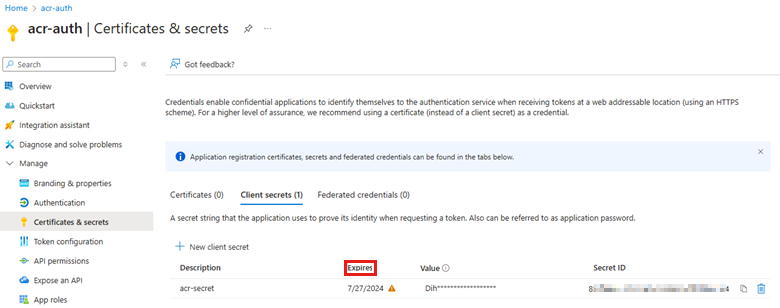 Home > acr-auth >
acr-auth | Certificates & secrets
Search
Got feedback?
Overview
Quickstart
Integration assistant
Diagnose and solve problems
Manage
Branding & properties
Authentication
Certificates & secrets
Token configuration
API permissions
Expose an API
App roles
Credentials enable confidential applications to identify themselves to the authentication service when receiving tokens at a web addressable location (using an HTTPS
scheme). For a higher level of assurance, we recommend using a certificate (instead of a client secret) as a credential.
Application registration certificates, secrets and federated credentials can be found in the tabs below.
Certificates (0) Client secrets (1) Federated credentials (0)
A secret string that the application uses to prove its identity when requesting a token. Also can be referred to as application password.
New client secret
Description Expires Value Secret ID
acr-secret 7/27/2024 Dih******************